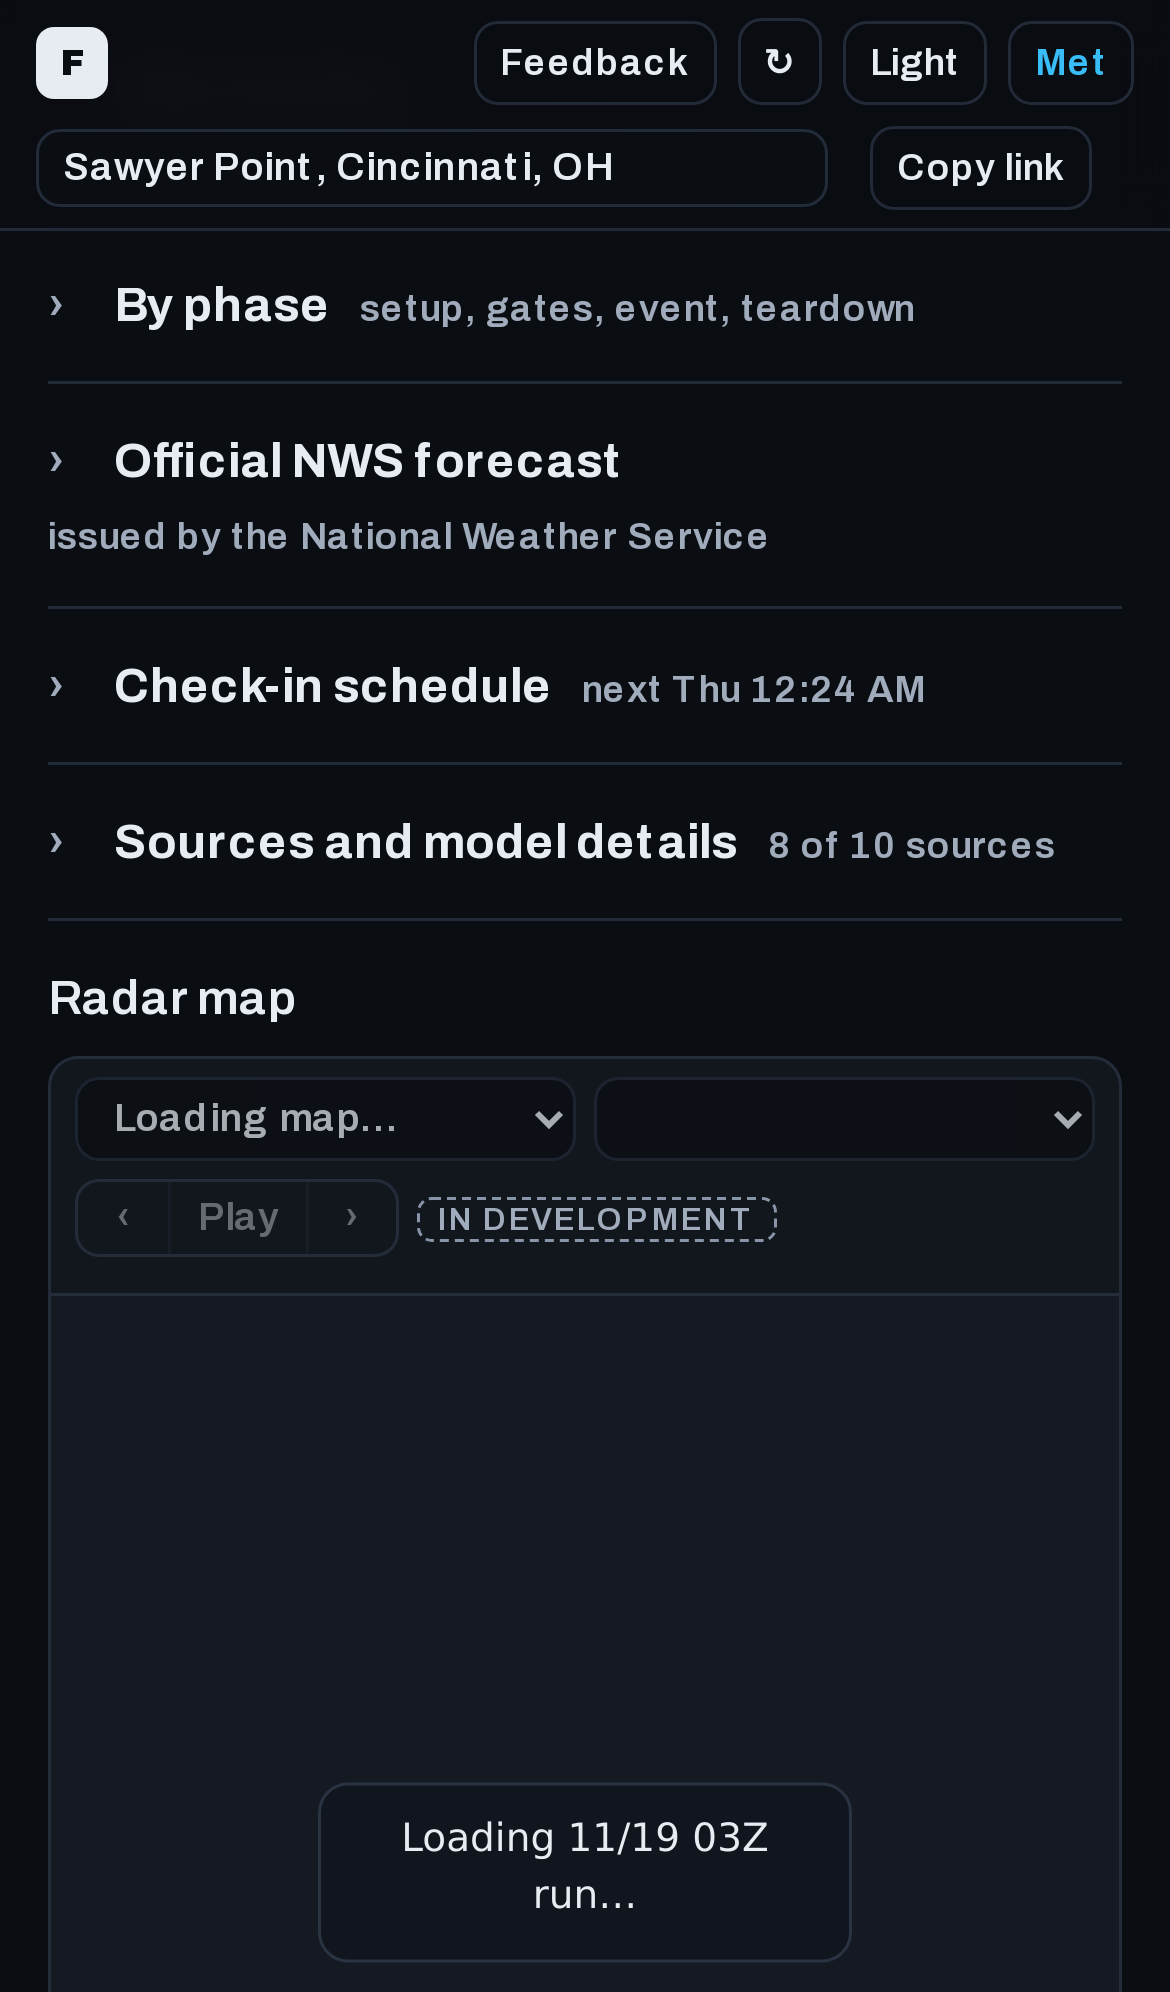 F
Feedback
↻
Light
Met
Sawyer Point, Cincinnati, OH
Copy link
› By phase setup, gates, event, teardown
› Official NWS forecast
issued by the National Weather Service
› Check-in schedule next Thu 12:24 AM
› Sources and model details 8 of 10 sources
Radar map
Loading map...
‹ Play › IN DEVELOPMENT
Loading 11/19 03Z
run...